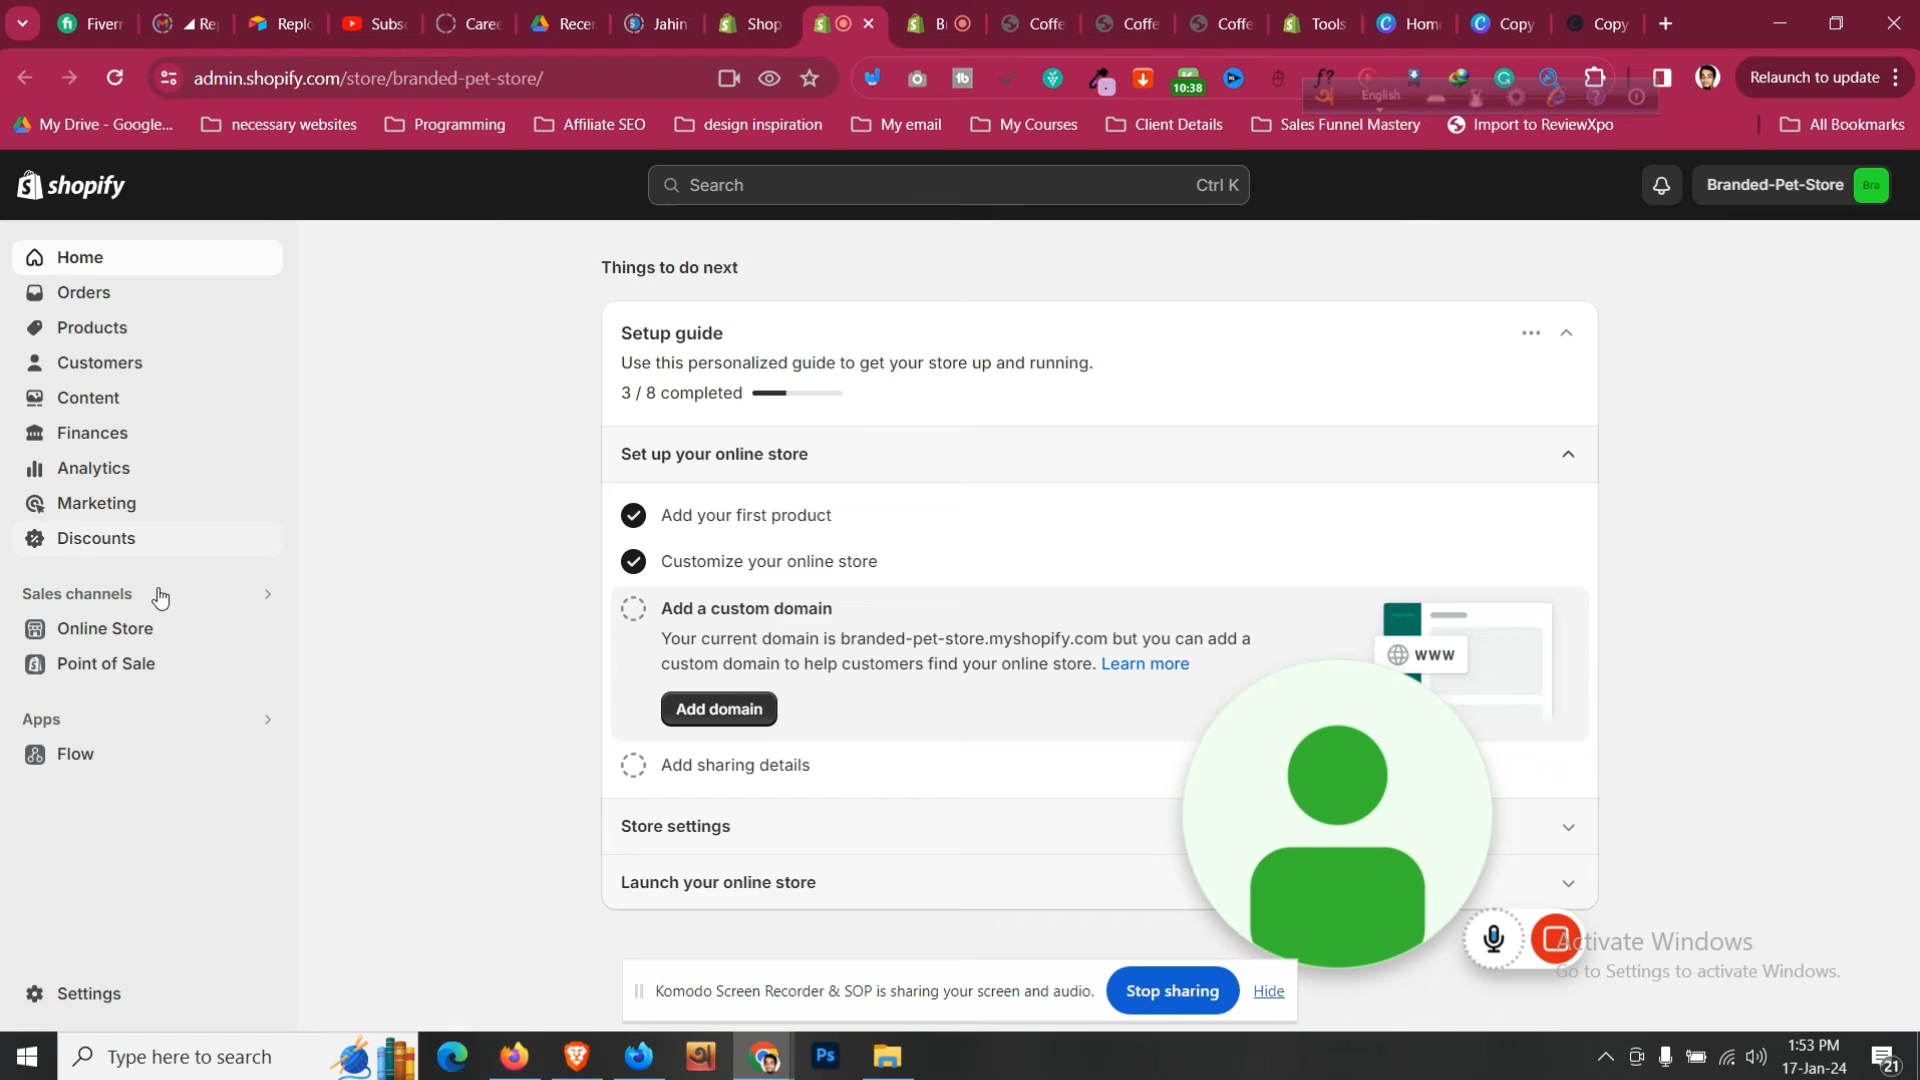 Fiverr
Re
Replo
Subs
Care
Recer
Jahin
Shop
B
Coffe
Coffe
Coffe
Tools
Hom
Copy
Copy
admin.shopify.com/store/branded-pet-store/
10:38
Relaunch to update
English
My Drive - Google...
necessary websites
Programming
Affiliate SEO
design inspiration
My email
My Courses
Client Details
Sales Funnel Mastery
Import to ReviewXpo
All Bookmarks
shopify
Search
Ctrl K
Branded-Pet-Store
Bra
Home
Orders
Products
Customers
Content
Finances
Analytics
Marketing
Discounts
Sales channels
Online Store
Point of Sale
Apps
Flow
Settings
Things to do next
Setup guide
Use this personalized guide to get your store up and running.
3 / 8 completed
Set up your online store
Add your first product
Customize your online store
Add a custom domain
Your current domain is branded-pet-store.myshopify.com but you can add a
custom domain to help customers find your online store. Learn more
Add domain
www
Add sharing details
Store settings
Launch your online store
Activate Windows
Go to Settings to activate Windows.
Komodo Screen Recorder & SOP is sharing your screen and audio.
Stop sharing
Hide
Type here to search
Ps
1:53 PM
17-Jan-24
21